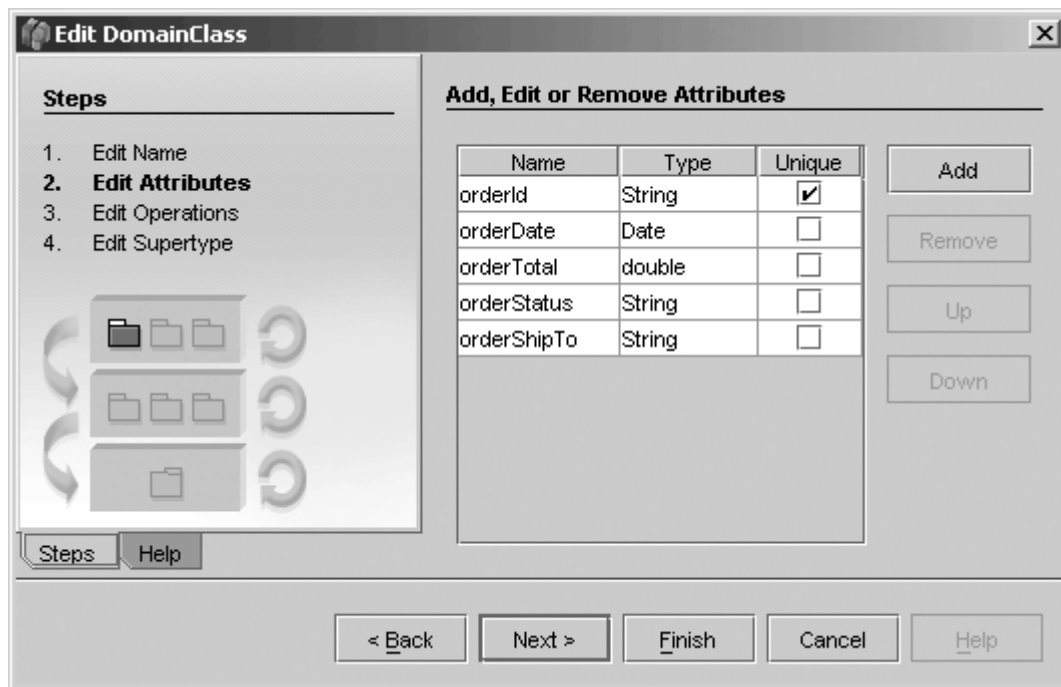 Edit DomainClass
Steps
1. Edit Name
2. Edit Attributes
3. Edit Operations
4. Edit Supertype
Steps Help
Add, Edit or Remove Attributes
Name Type Unique
orderId String
orderDate Date
orderTotal double
orderStatus String
orderShipTo String
Add
Remove
Up
Down
< Back Next > Finish Cancel Help